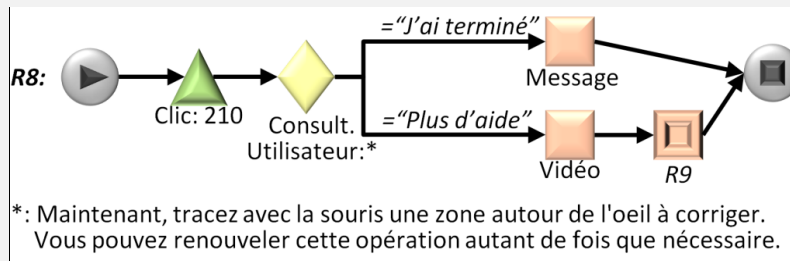 ="J'ai terminé"
R8:
Message
Clic: 210
Consult.
Utilisateur:*
="Plus d'aide"
Vidéo
R9
*: Maintenant, tracez avec la souris une zone autour de l'oeil à corriger.
Vous pouvez renouveler cette opération autant de fois que nécessaire.